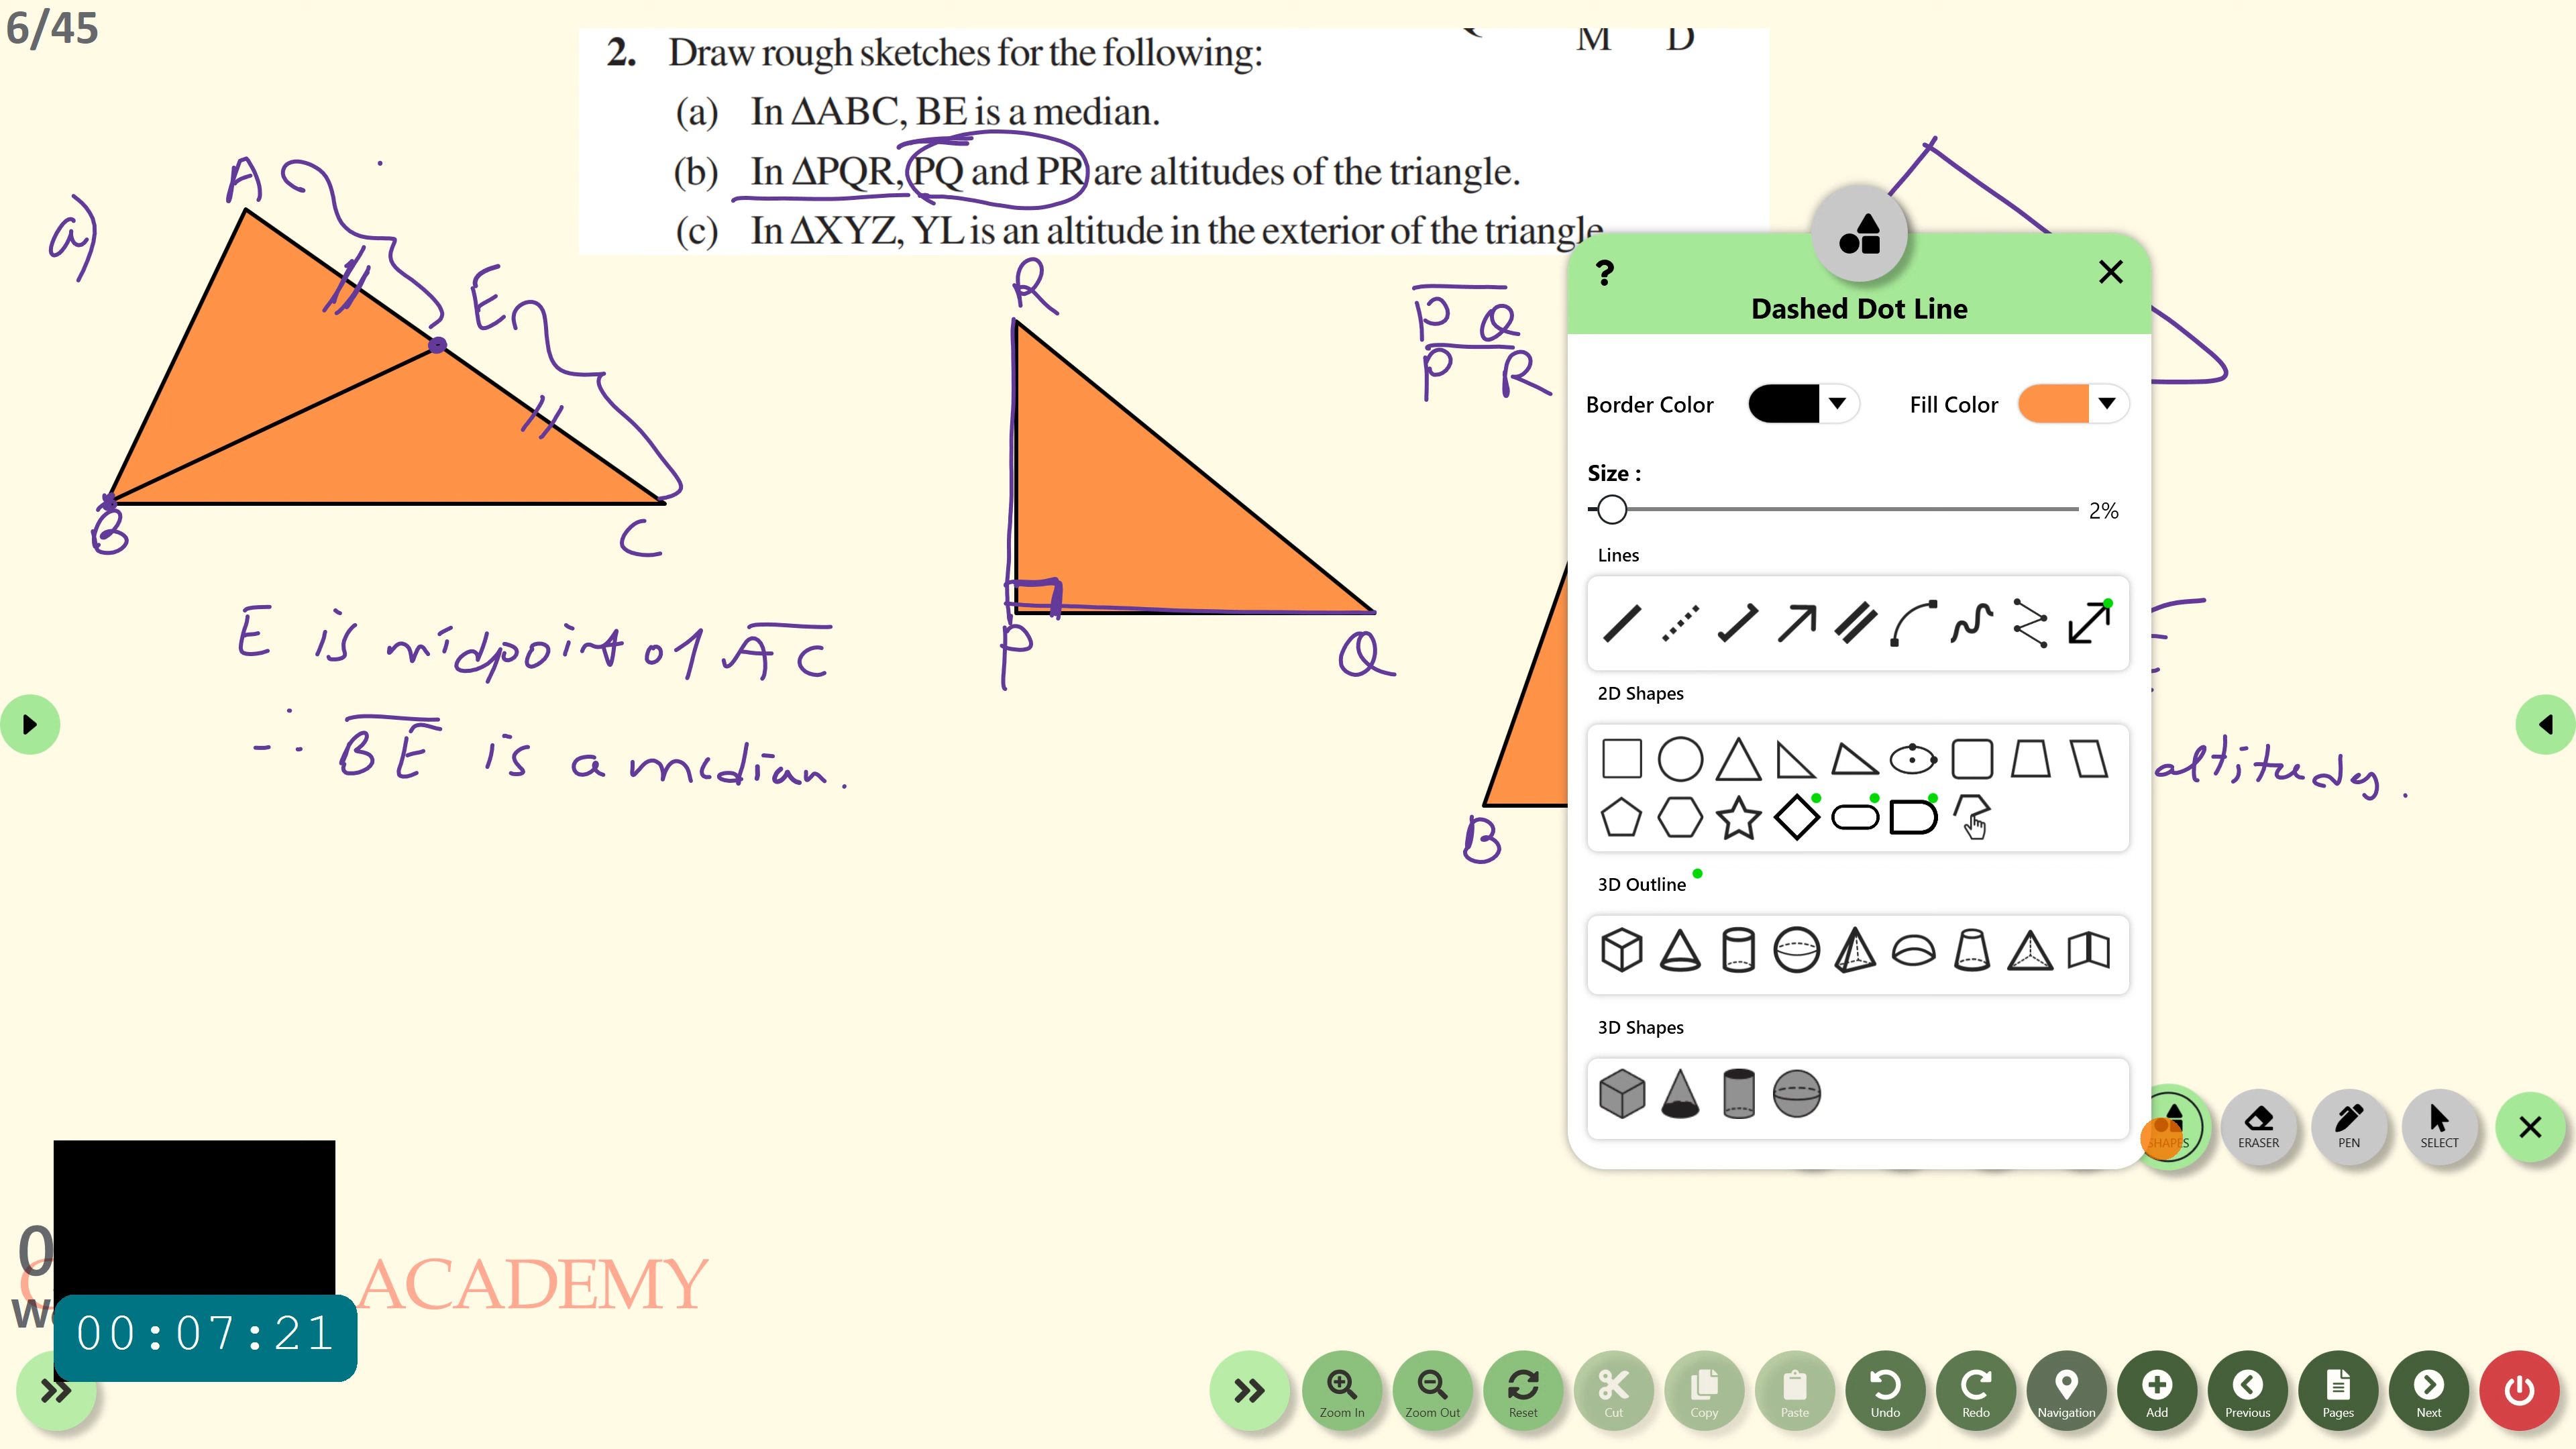 6/45
M D
2. Draw rough sketches for the following:
(a) In ΔABC, BE is a median.
(b) In ΔPQR, PQ and PR are altitudes of the triangle.
(c) In ΔXYZ, YL is an altitude in the exterior of the triangle
a)
A
E
B
C
E is midpoint of AC
∴ BE is a median.
R
P
Q
P Q
P R
B
altitudes.
?
Dashed Dot Line
Border Color
Fill Color
Size :
2%
Lines
2D Shapes
3D Outline
3D Shapes
SHAPES
ERASER
PEN
SELECT
ACADEMY
00:07:21
Zoom In
Zoom Out
Reset
Cut
Copy
Paste
Undo
Redo
Navigation
Add
Previous
Pages
Next